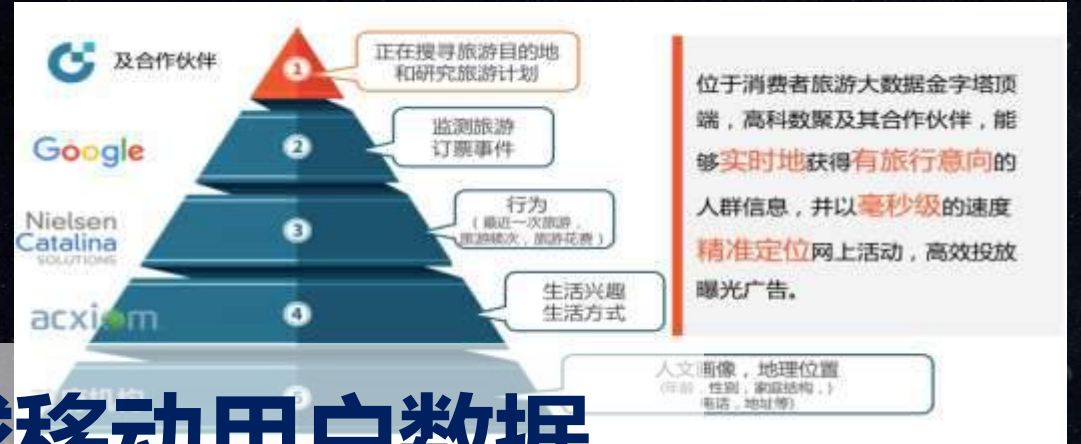 及合作伙伴
1
正在搜寻旅游目的地
和研究旅游计划
Google
2
监测旅游
订票事件
Nielsen
Catalina
SOLUTIONS
3
行为
(最近一次旅游,
旅游频次,旅游花费)
acxiom
4
生活兴趣
生活方式
5
人文画像,地理位置
(年龄,性别,家庭结构,)
电话,地址等)
位于消费者旅游大数据金字塔顶
端,高科数聚及其合作伙伴,能
够实时地获得有旅行意向的
人群信息,并以毫秒级的速度
精准定位网上活动,高效投放
曝光广告。
移动用户数据